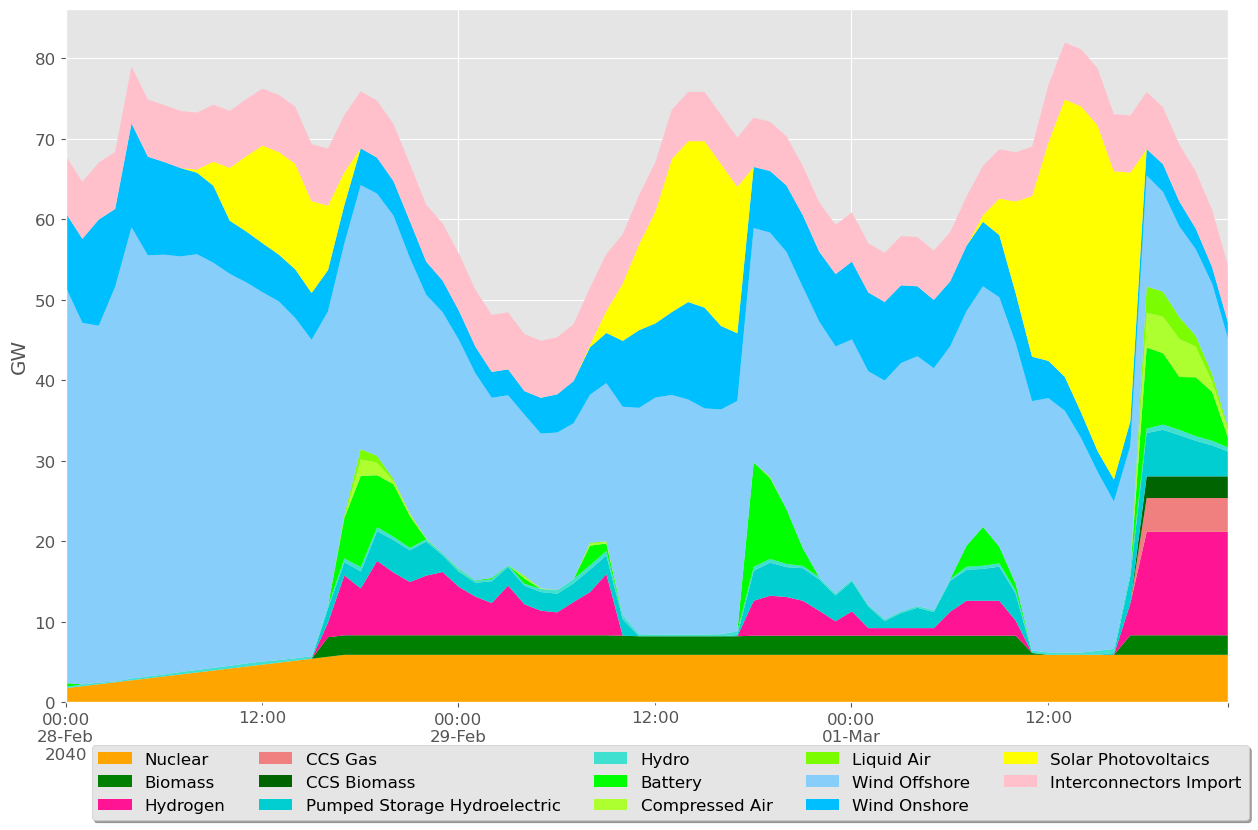 80
70
60
50
GW
40
30
20
10
0
00:00 12:00 00:00 12:00 00:00 12:00
28-Feb 29-Feb 01-Mar
2040
Nuclear CCS Gas Hydro Liquid Air Solar Photovoltaics
Biomass CCS Biomass Battery Wind Offshore Interconnectors Import
Hydrogen Pumped Storage Hydroelectric Compressed Air Wind Onshore